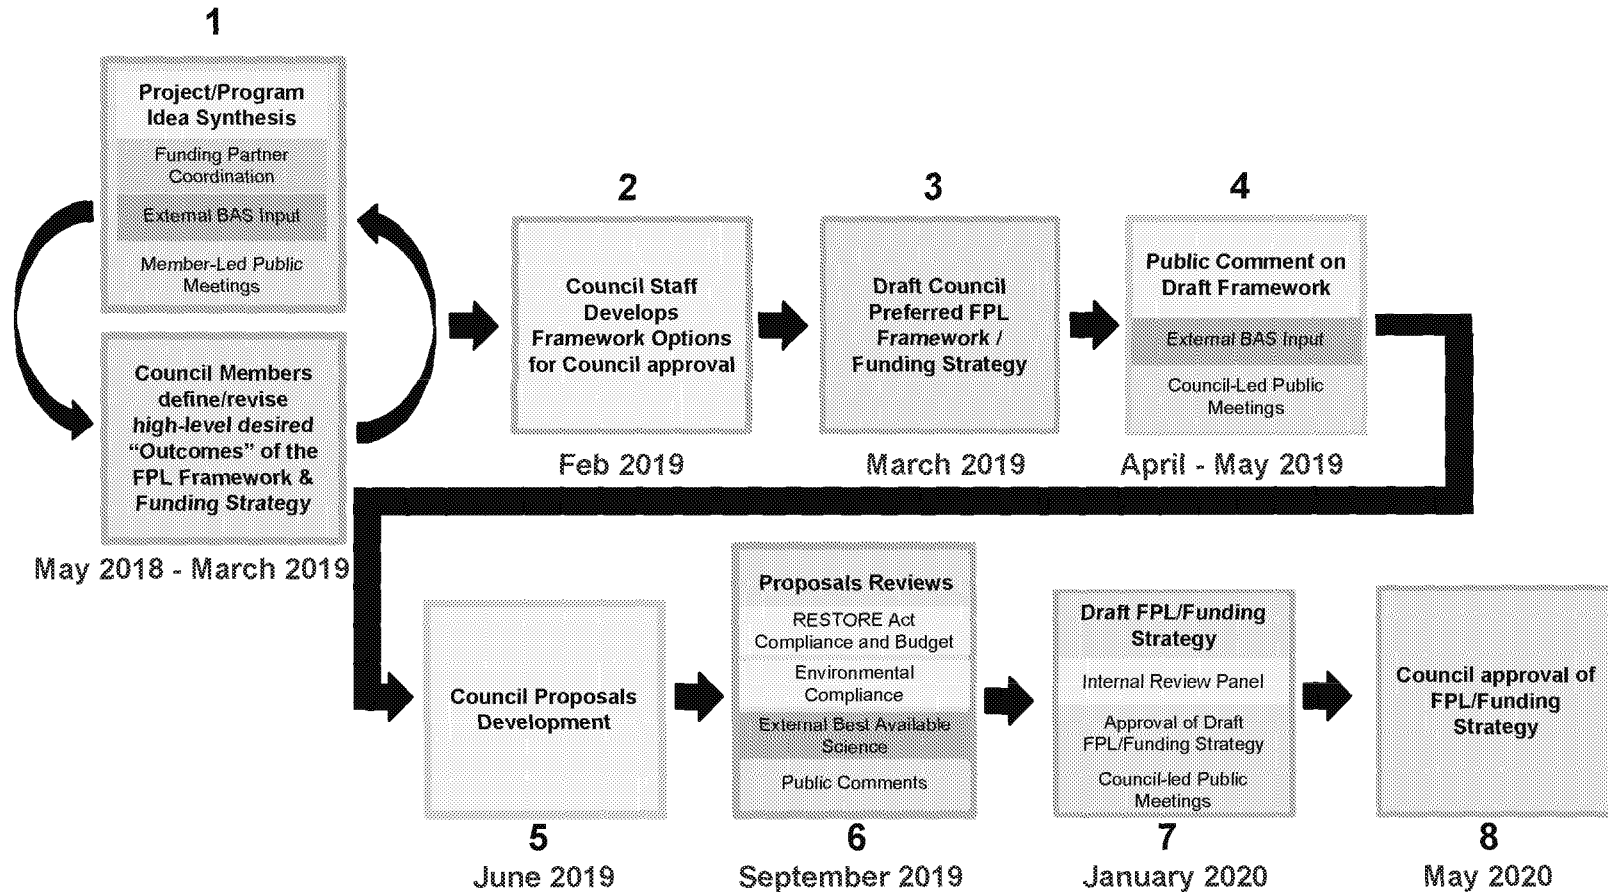 1
Project/Program
Idea Synthesis
Funding Partner
Coordination
External BAS Input
Member-Led Public
Meetings
Council Members
define/revise
high-level desired
“Outcomes” of the
FPL Framework &
Funding Strategy
May 2018 - March 2019
2
Council Staff
Develops
Framework Options
for Council approval
Feb 2019
3
Draft Council
Preferred FPL
Framework /
Funding Strategy
March 2019
4
Public Comment on
Draft Framework
External BAS Input
Council-Led Public
Meetings
April - May 2019
Council Proposals
Development
5
June 2019
Proposals Reviews
RESTORE Act
Compliance and Budget
Environmental
Compliance
External Best Available
Science
Public Comments
6
September 2019
Draft FPL/Funding
Strategy
Internal Review Panel
Approval of Draft
FPL/Funding Strategy
Council-led Public
Meetings
7
January 2020
Council approval of
FPL/Funding
Strategy
8
May 2020